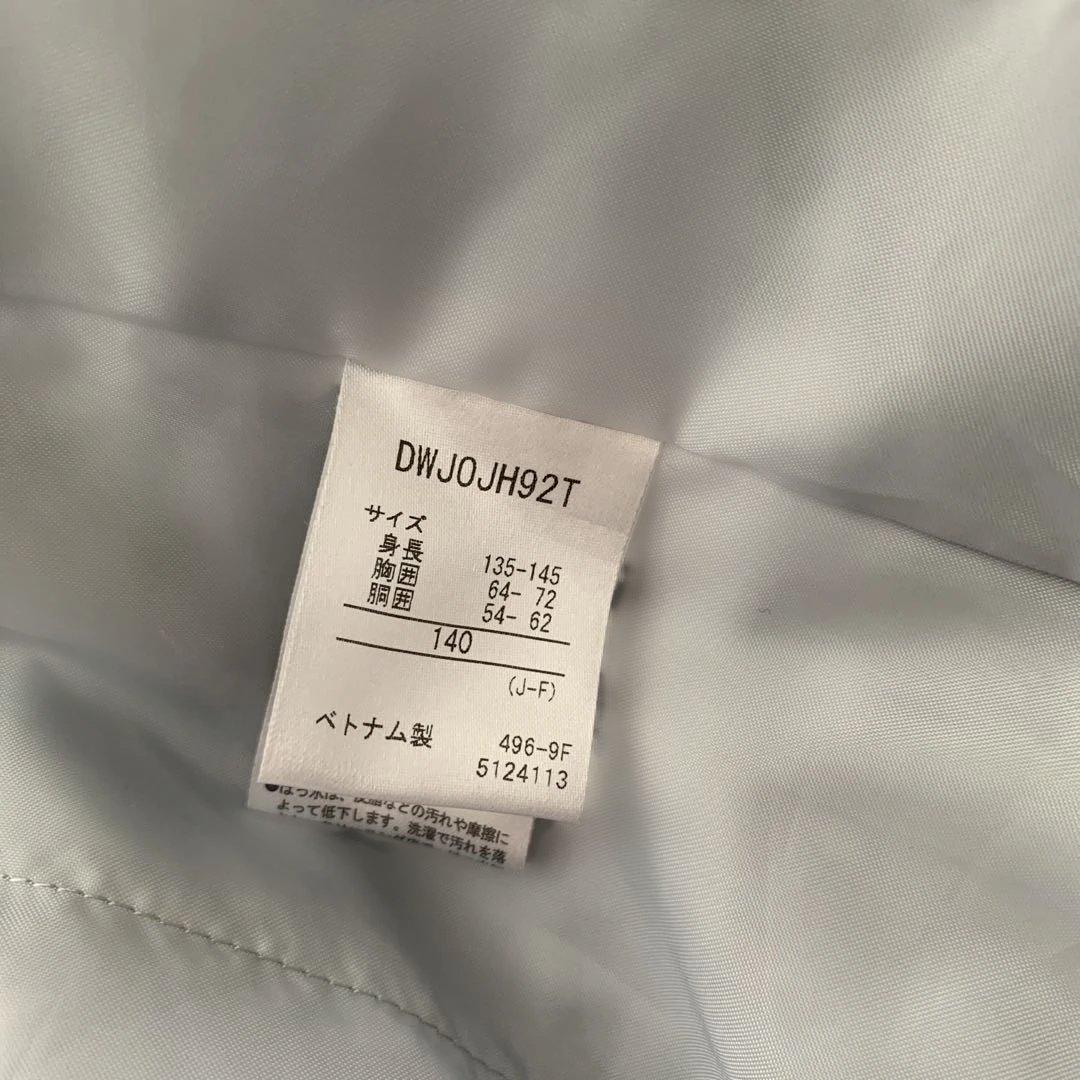 DWJOJH92T
サイズ
身長 135-145
胸囲 64- 72
胴囲 54- 62
140
(J-F)
ベトナム製 496-9F
5124113
●はっ水は、皮脂などの汚れや摩擦に
よって低下します。洗濯で汚れを落